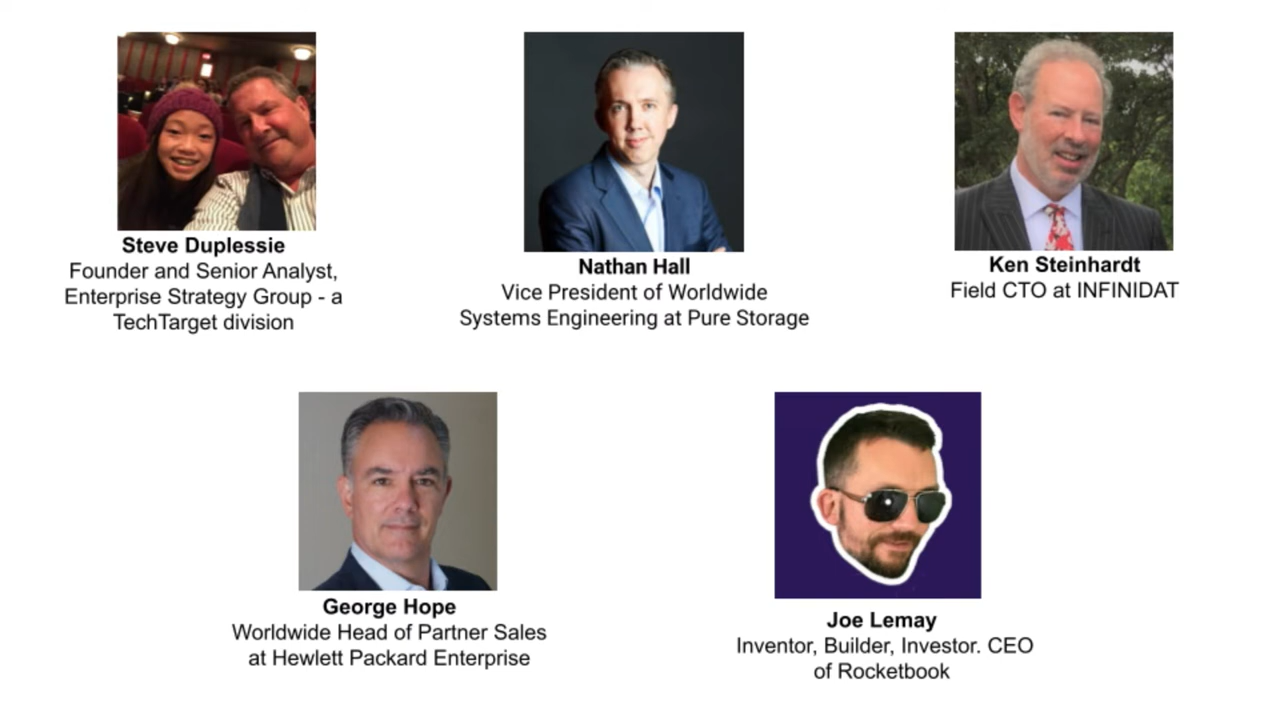 Steve Duplessie
Founder and Senior Analyst,
Enterprise Strategy Group - a
TechTarget division
Nathan Hall
Vice President of Worldwide
Systems Engineering at Pure Storage
Ken Steinhardt
Field CTO at INFINIDAT
George Hope
Worldwide Head of Partner Sales
at Hewlett Packard Enterprise
Joe Lemay
Inventor, Builder, Investor. CEO
of Rocketbook